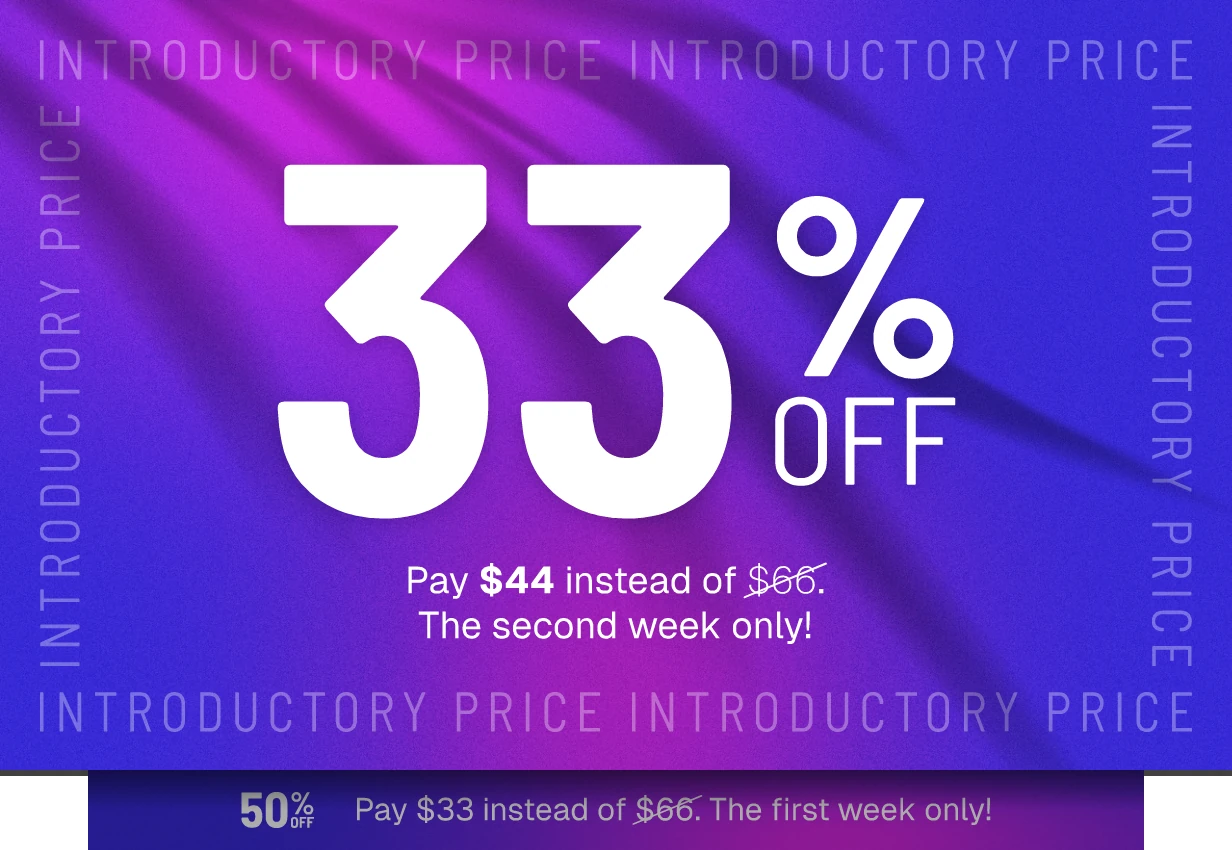 INTRODUCTORY PRICE INTRODUCTORY PRICE
INTRODUCTORY PRICE
INTRODUCTORY PRICE
33%
OFF
Pay $44 instead of $66.
The second week only!
INTRODUCTORY PRICE INTRODUCTORY PRICE
50% OFF Pay $33 instead of $66. The first week only!